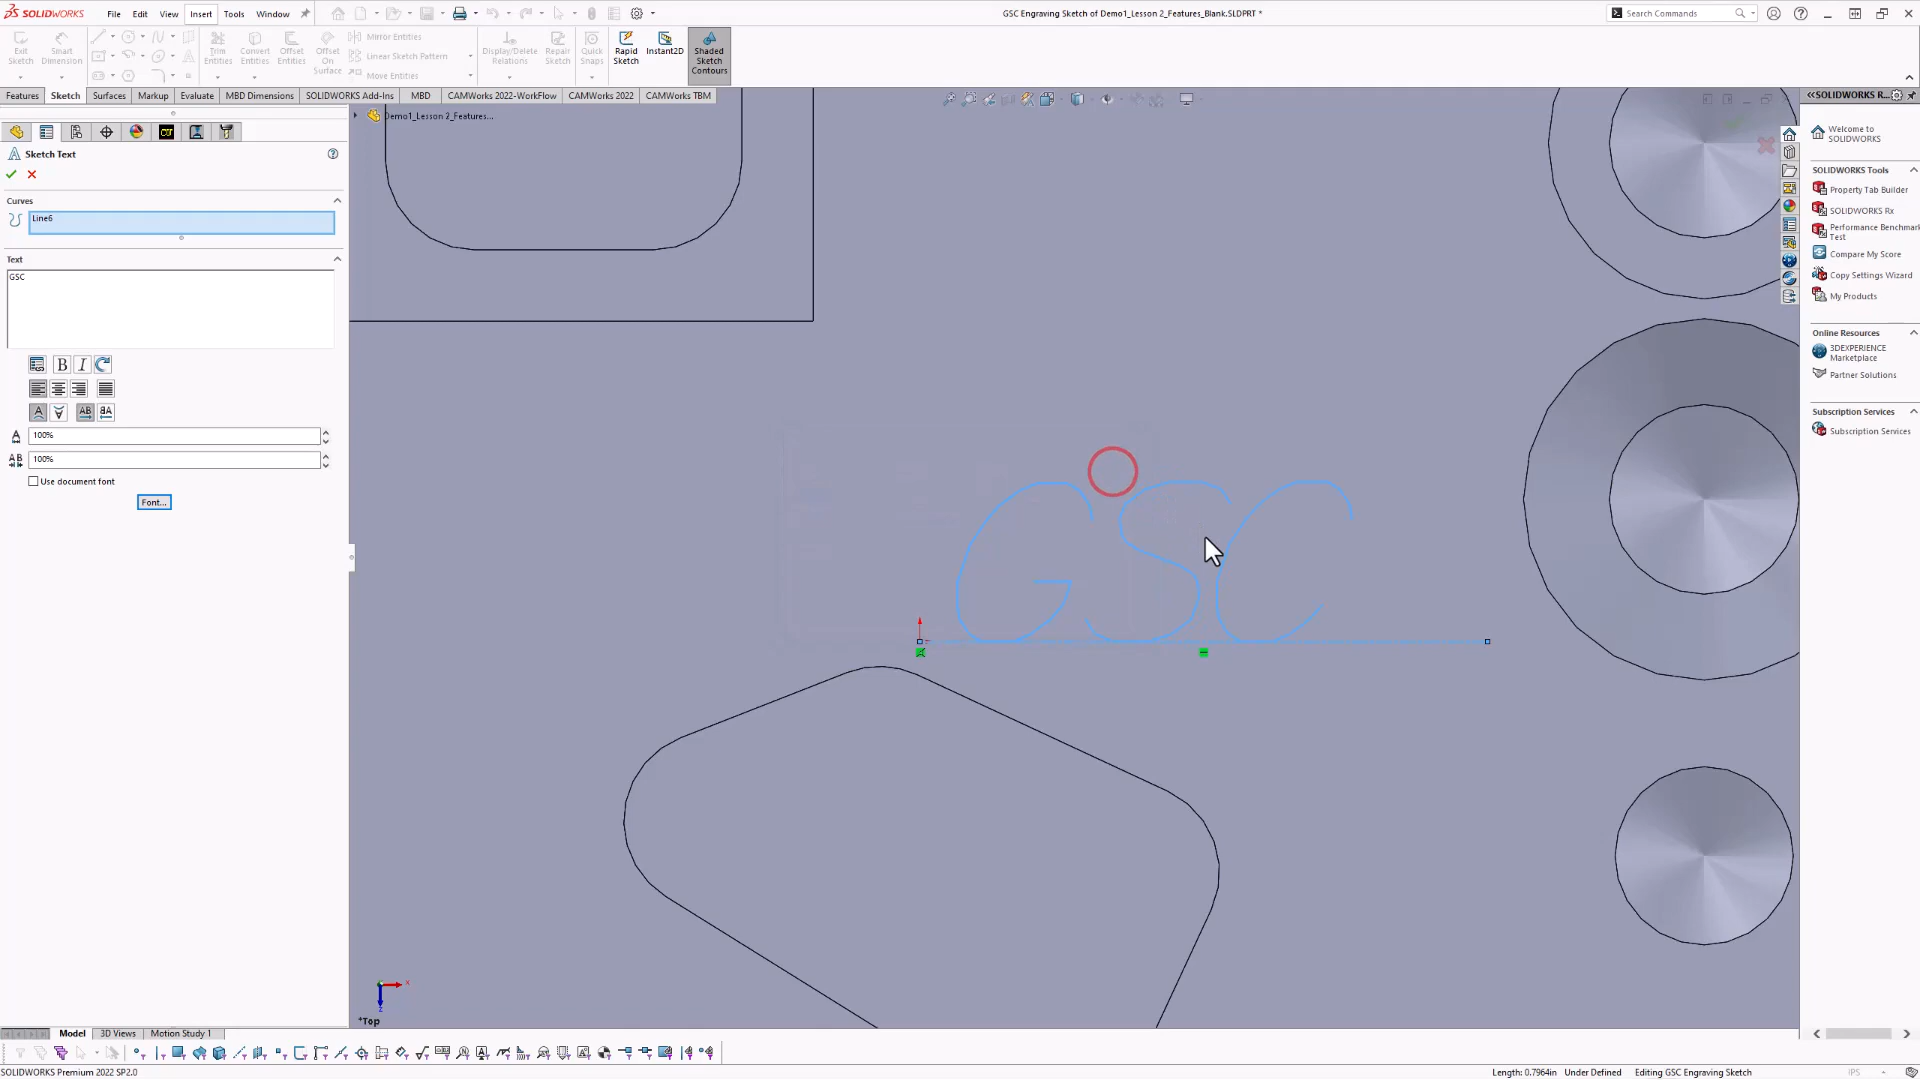 SOLIDWORKS File Edit View Insert Tools Window GSC Engraving Sketch of Demo1_Lesson 2_Features_Blank.SLDPRT * Search Commands
Exit Sketch Smart Dimension Trim Entities Convert Entities Offset Entities Offset On Surface Mirror Entities Linear Sketch Pattern Move Entities Display/Delete Relations Repair Sketch Quick Snaps Rapid Sketch Instant2D Shaded Sketch Contours
Features Sketch Surfaces Markup Evaluate MBD Dimensions SOLIDWORKS Add-Ins MBD CAMWorks 2022-WorkFlow CAMWorks 2022 CAMWorks TBM
SOLIDWORKS R...
Demo1_Lesson 2_Features...
Sketch Text
Curves
Line6
Text
GSC
B I
A AB
100%
100%
Use document font
Font...
GSC
*Top
Welcome to
SOLIDWORKS
SOLIDWORKS Tools
Property Tab Builder
SOLIDWORKS Rx
Performance Benchmark
Test
Compare My Score
Copy Settings Wizard
My Products
Online Resources
3DEXPERIENCE
Marketplace
Partner Solutions
Subscription Services
Subscription Services
Model 3D Views Motion Study 1
SOLIDWORKS Premium 2022 SP2.0 Length: 0.7964in Under Defined Editing GSC Engraving Sketch IPS